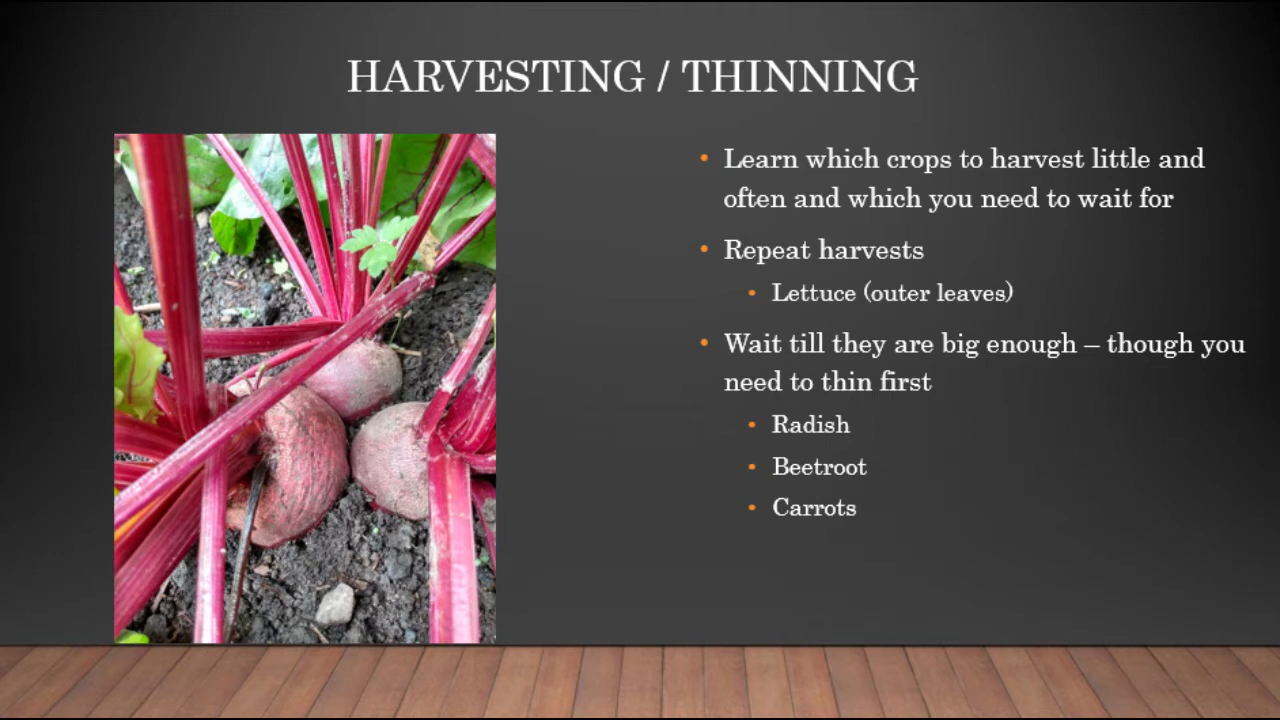 HARVESTING / THINNING
• Learn which crops to harvest little and
often and which you need to wait for
• Repeat harvests
• Lettuce (outer leaves)
• Wait till they are big enough – though you
need to thin first
• Radish
• Beetroot
• Carrots